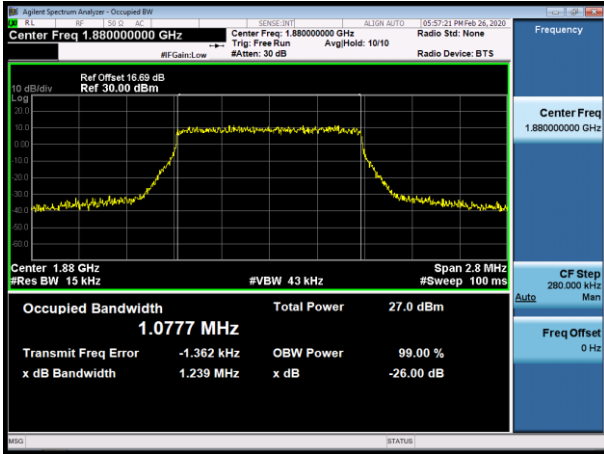 Agilent Spectrum Analyzer - Occupied BW
RL RF 50 Ω AC SENSE:INT ALIGN AUTO 05:57:21 PM Feb 26, 2020
Center Freq 1.880000000 GHz
Center Freq: 1.880000000 GHz
Radio Std: None
Trig: Free Run Avg|Hold: 10/10
#IFGain:Low #Atten: 30 dB
Radio Device: BTS
Frequency
Ref Offset 16.69 dB
10 dB/div Ref 30.00 dBm
Log
20.0
10.0
0.00
-10.0
-20.0
-30.0
-40.0
-50.0
-60.0
Center 1.88 GHz Span 2.8 MHz
#Res BW 15 kHz #VBW 43 kHz #Sweep 100 ms
Occupied Bandwidth Total Power 27.0 dBm
1.0777 MHz
Transmit Freq Error -1.362 kHz OBW Power 99.00 %
x dB Bandwidth 1.239 MHz x dB -26.00 dB
Center Freq
1.880000000 GHz
CF Step
280.000 kHz
Auto Man
Freq Offset
0 Hz
MSG STATUS